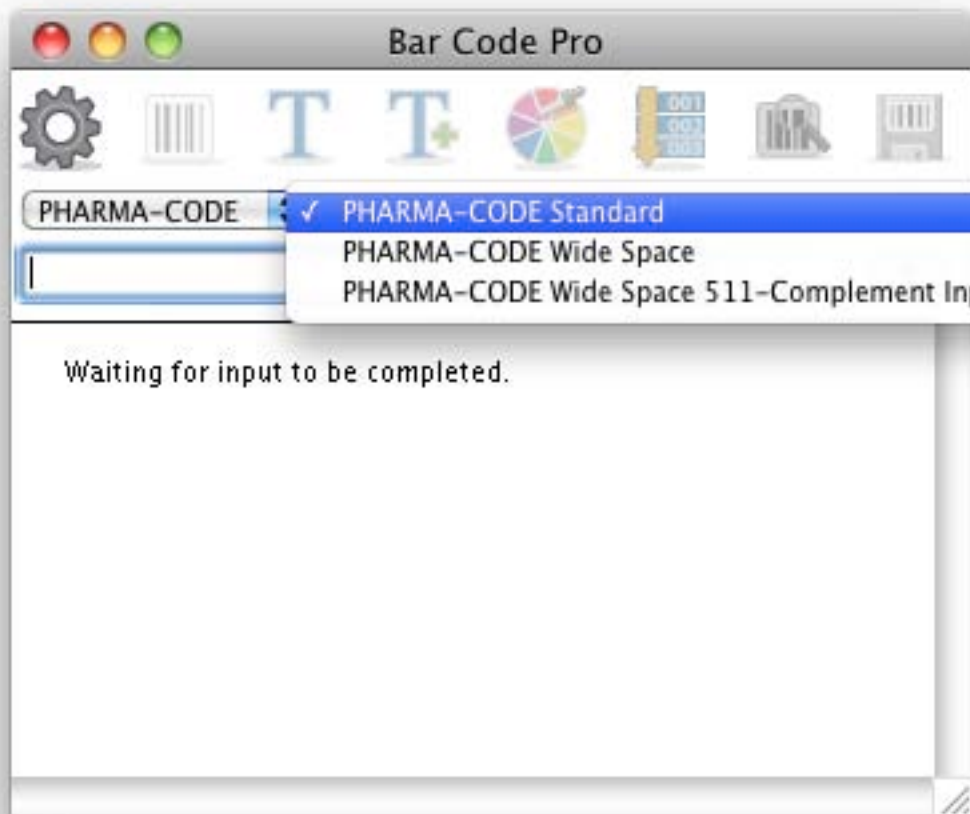 Bar Code Pro
T T
001
002
003
PHARMA-CODE
✓ PHARMA-CODE Standard
PHARMA-CODE Wide Space
PHARMA-CODE Wide Space 511-Complement
Waiting for input to be completed.